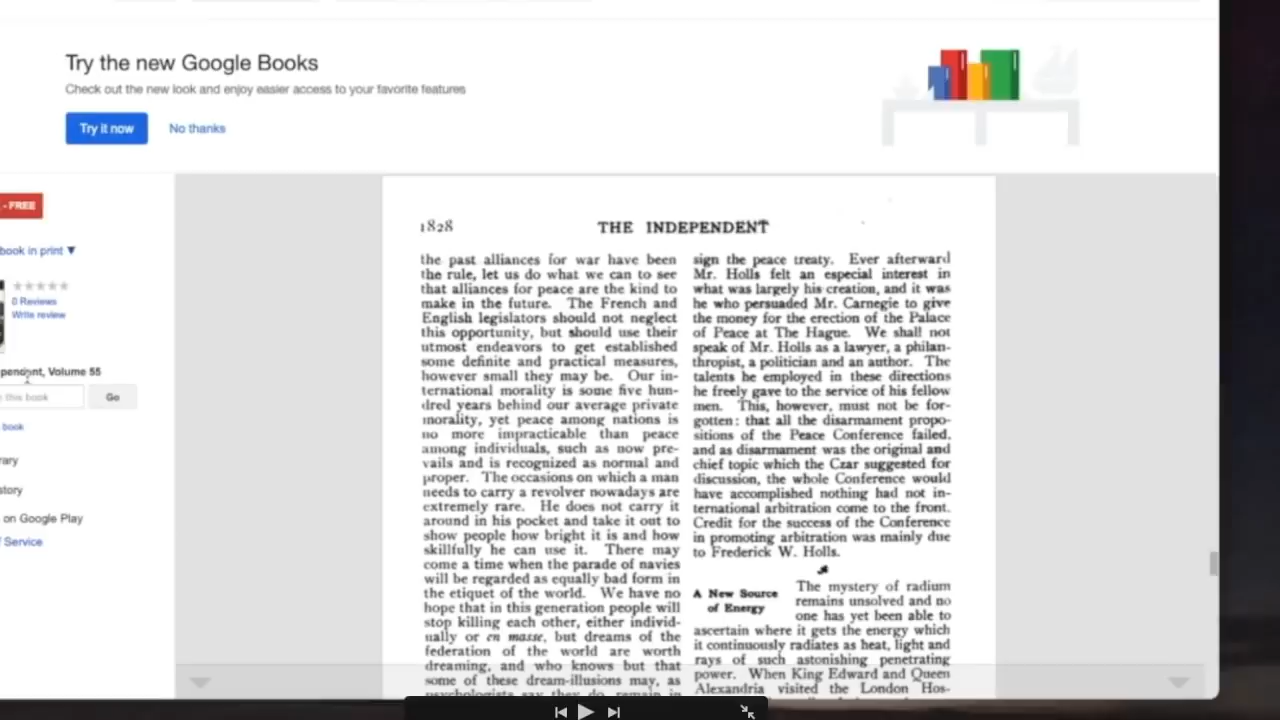 Try the new Google Books
Check out the new look and enjoy easier access to your favorite features
Try it now
No thanks
- FREE
book in print ▼
0 Reviews
Write review
Volume 55
this book
Go
book
on Google Play
Service
1828
THE INDEPENDENT
the past alliances for war have been
the rule, let us do what we can to see
that alliances for peace are the kind to
make in the future. The French and
English legislators should not neglect
this opportunity, but should use their
utmost endeavors to get established
some definite and practical measures,
however small they may be. Our in-
ternational morality is some five hun-
dred years behind our average private
morality, yet peace among nations is
no more impracticable than peace
among individuals, such as now pre-
vails and is recognized as normal and
proper. The occasions on which a man
needs to carry a revolver nowadays are
extremely rare. He does not carry it
around in his pocket and take it out to
show people how bright it is and how
skillfully he can use it. There may
come a time when the parade of navies
will be regarded as equally bad form in
the etiquet of the world. We have no
hope that in this generation people will
stop killing each other, either individ-
ually or en masse, but dreams of the
federation of the world are worth
dreaming, and who knows but that
some of these dream-illusions may, as
psychologists say they do, remain in
sign the peace treaty. Ever afterward
Mr. Holls felt an especial interest in
what was largely his creation, and it was
he who persuaded Mr. Carnegie to give
the money for the erection of the Palace
of Peace at The Hague. We shall not
speak of Mr. Holls as a lawyer, a philan-
thropist, a politician and an author. The
talents he employed in these directions
he freely gave to the service of his fellow
men. This, however, must not be for-
gotten: that all the disarmament propo-
sitions of the Peace Conference failed,
and as disarmament was the original and
chief topic which the Czar suggested for
discussion, the whole Conference would
have accomplished nothing had not in-
ternational arbitration come to the front.
Credit for the success of the Conference
in promoting arbitration was mainly due
to Frederick W. Holls.
A New Source
of Energy
The mystery of radium
remains unsolved and no
one has yet been able to
ascertain where it gets the energy which
it continuously radiates as heat, light and
rays of such astonishing penetrating
power. When King Edward and Queen
Alexandria visited the London Hos-